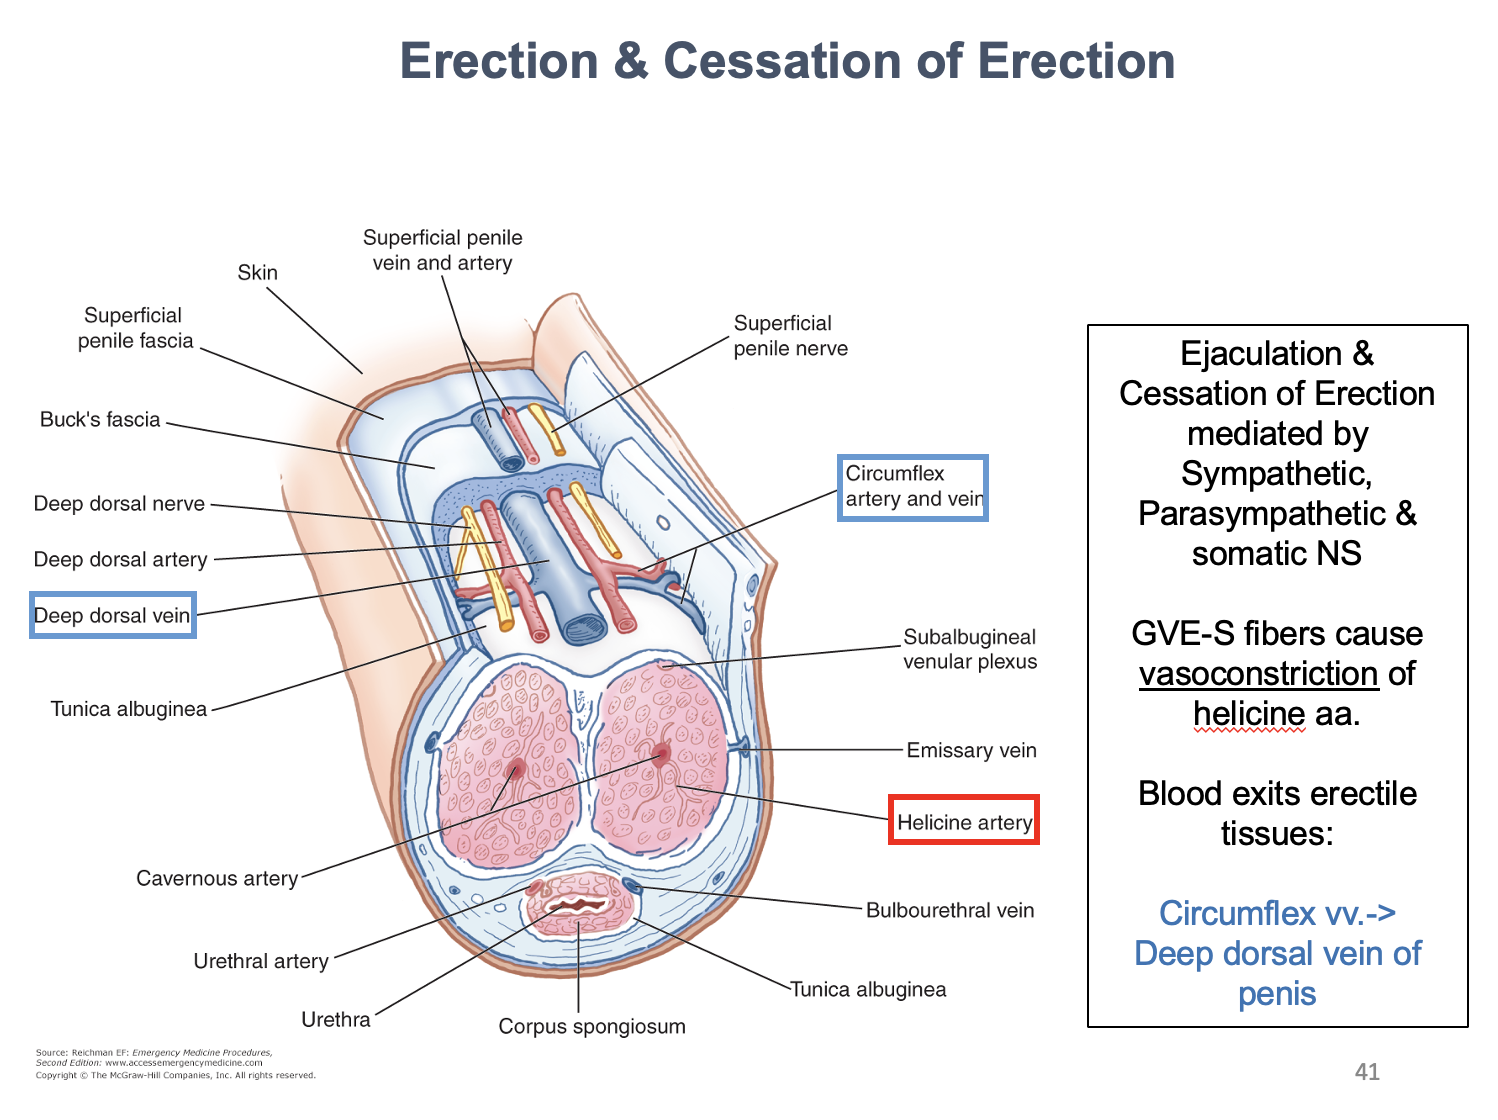 Erection & Cessation of Erection
Superficial penile
vein and artery
Skin
Superficial
penile fascia
Superficial
penile nerve
Buck's fascia
Circumflex
artery and vein
Deep dorsal nerve
Deep dorsal artery
Deep dorsal vein
Subalbugineal
venular plexus
Tunica albuginea
Emissary vein
Helicine artery
Cavernous artery
Bulbourethral vein
Urethral artery
Tunica albuginea
Urethra
Corpus spongiosum
Ejaculation &
Cessation of Erection
mediated by
Sympathetic,
Parasympathetic &
somatic NS
GVE-S fibers cause
vasoconstriction of
helicine aa.
Blood exits erectile
tissues:
Circumflex vv.->
Deep dorsal vein of
penis
Source: Reichman EF: Emergency Medicine Procedures,
Second Edition: www.accessemergencymedicine.com
Copyright © The McGraw-Hill Companies, Inc. All rights reserved.
41